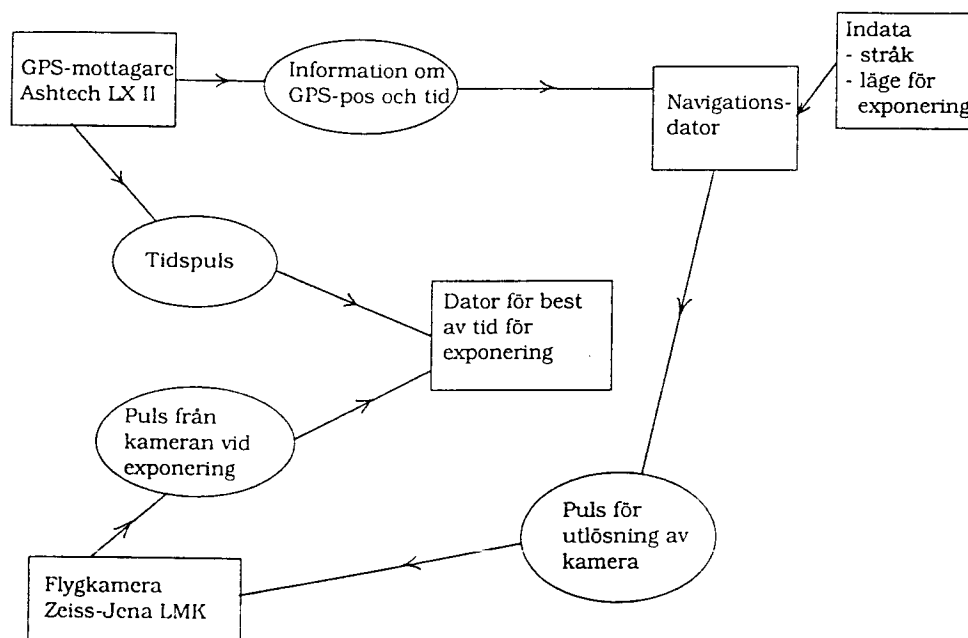 GPS-mottagare
Ashtech LX II
Information om
GPS-pos och tid
Navigations-
dator
Indata
- stråk
- läge för
exponering
Tidspuls
Dator för best
av tid för
exponering
Puls från
kameran vid
exponering
Puls för
utlösning av
kamera
Flygkamera
Zeiss-Jena LMK